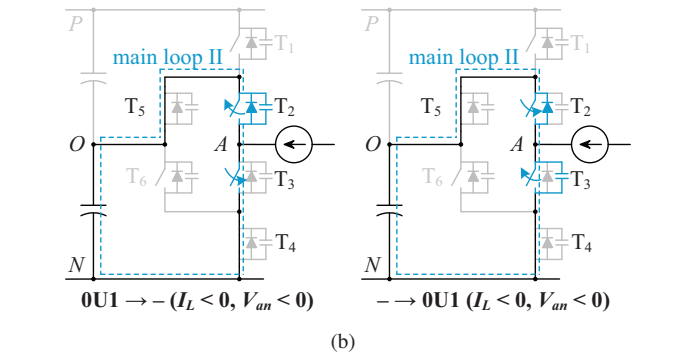 P P
T1 T1
main loop II main loop II
T5 T2 T5 T2
O A O A
T6 T3 T6 T3
T4 T4
N N
0U1 → – (IL < 0, Van < 0) – → 0U1 (IL < 0, Van < 0)
(b)